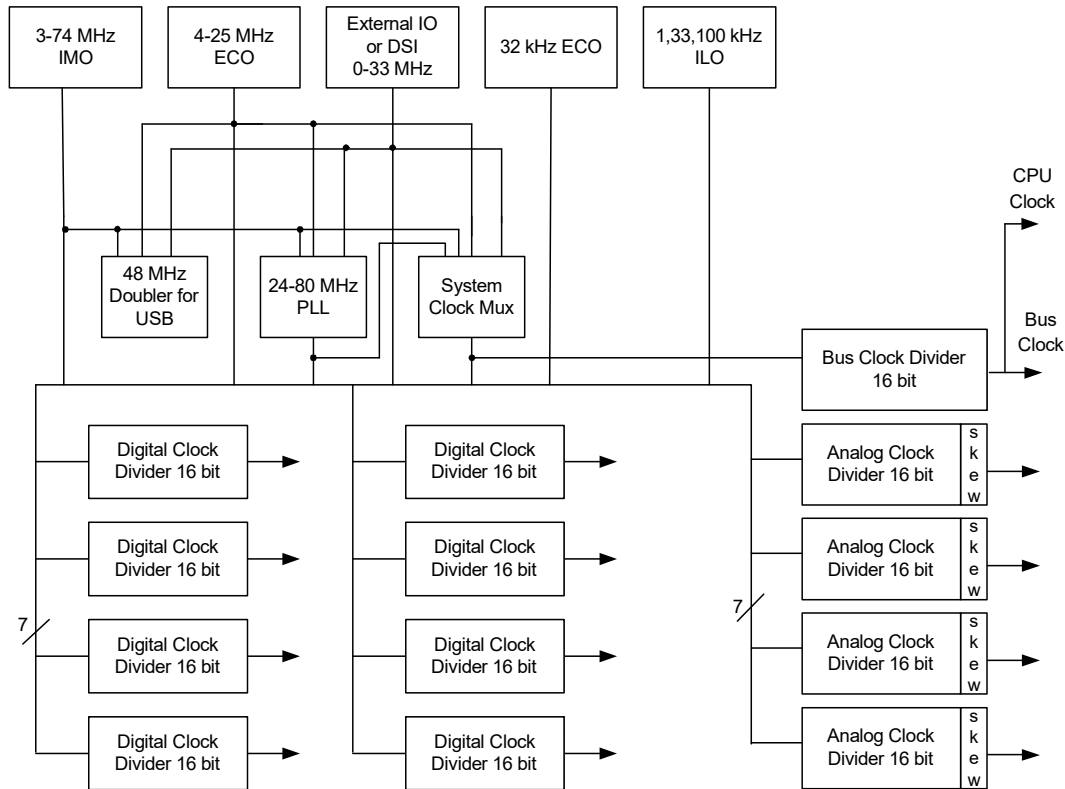 3-74 MHz
IMO
4-25 MHz
ECO
External IO
or DSI
0-33 MHz
32 kHz ECO
1,33,100 kHz
ILO
CPU
Clock
48 MHz
Doubler for
USB
24-80 MHz
PLL
System
Clock Mux
Bus
Clock
Bus Clock Divider
16 bit
Digital Clock
Divider 16 bit
Digital Clock
Divider 16 bit
Analog Clock
Divider 16 bit
s
k
e
w
Digital Clock
Divider 16 bit
Digital Clock
Divider 16 bit
Analog Clock
Divider 16 bit
s
k
e
w
7
7
Digital Clock
Divider 16 bit
Digital Clock
Divider 16 bit
Analog Clock
Divider 16 bit
s
k
e
w
Digital Clock
Divider 16 bit
Digital Clock
Divider 16 bit
Analog Clock
Divider 16 bit
s
k
e
w